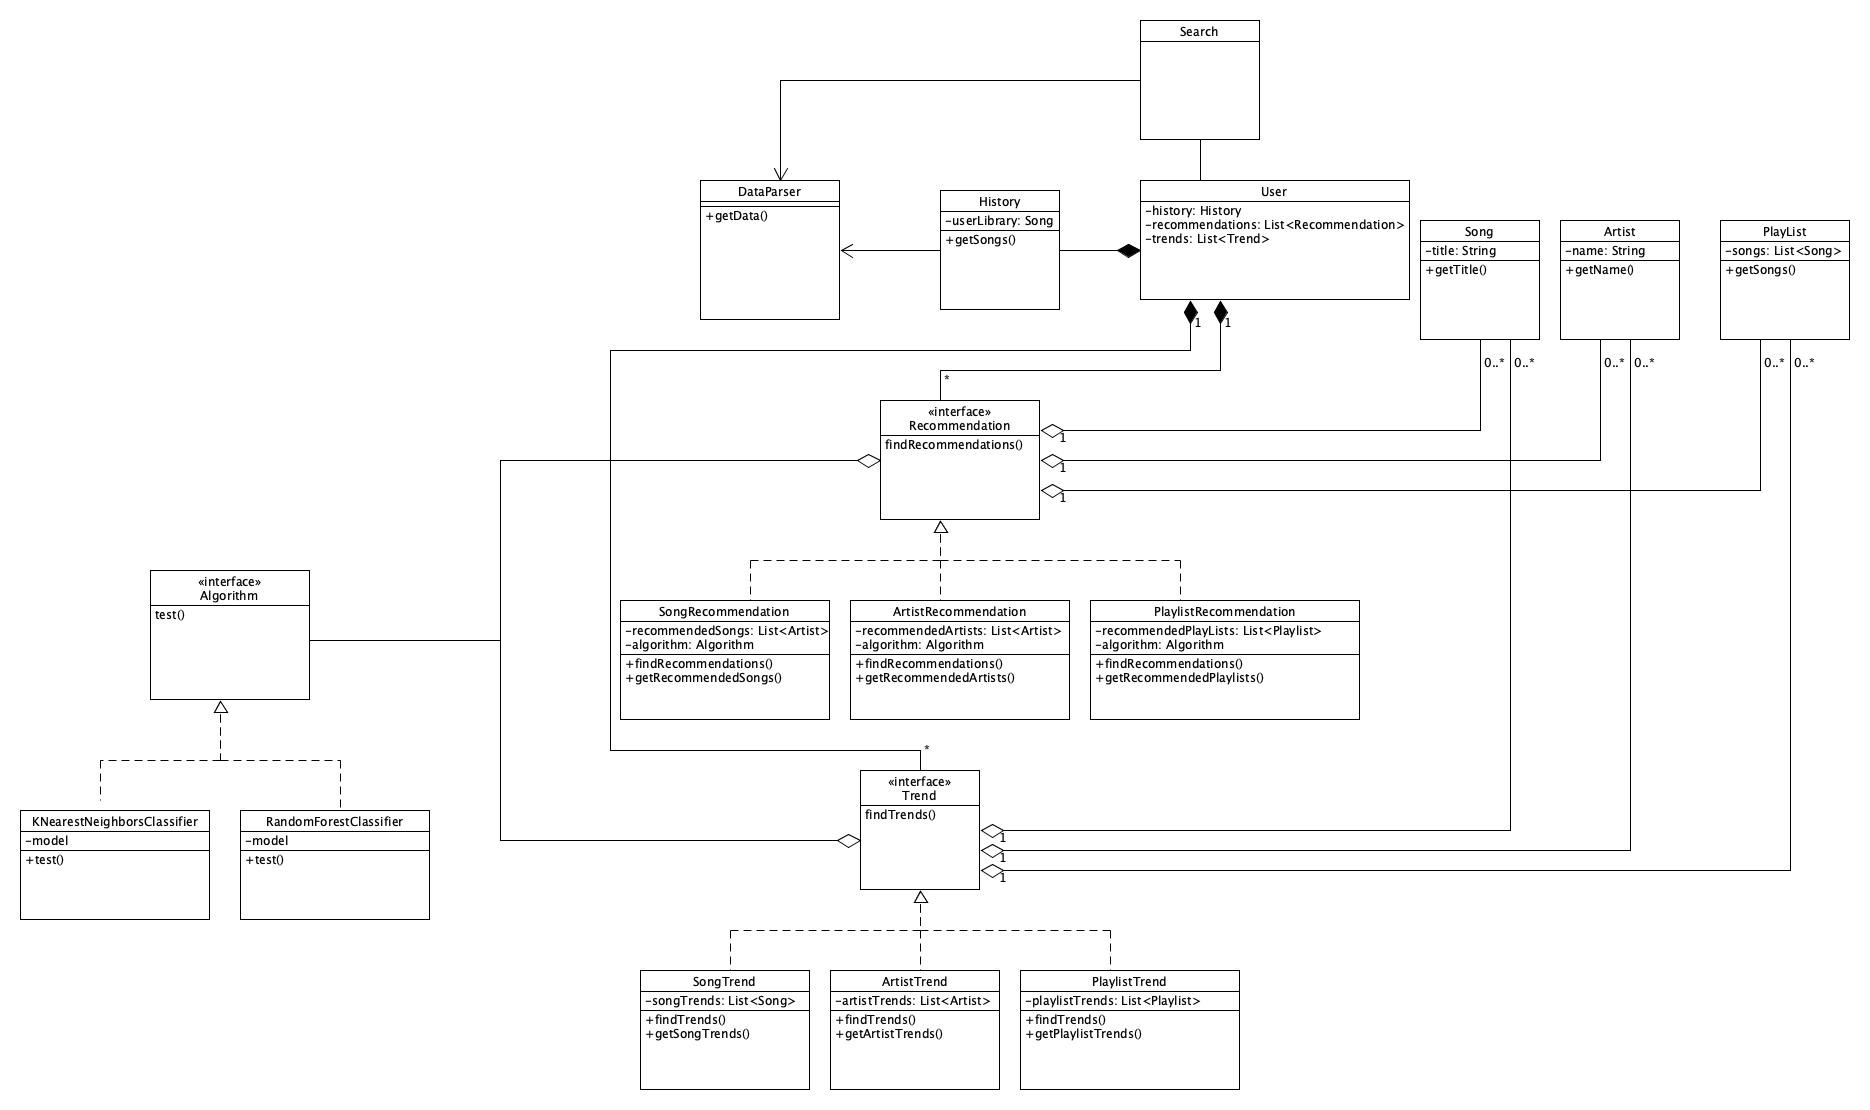 Search
DataParser
+getData()
History
-userLibrary: Song
+getSongs()
User
-history: History
-recommendations: List<Recommendation>
-trends: List<Trend>
Song
-title: String
+getTitle()
Artist
-name: String
+getName()
PlayList
-songs: List<Song>
+getSongs()
1
1
0..*
0..*
0..*
0..*
0..*
0..*
*
«interface»
Recommendation
findRecommendations()
1
1
1
«interface»
Algorithm
test()
SongRecommendation
-recommendedSongs: List<Artist>
-algorithm: Algorithm
+findRecommendations()
+getRecommendedSongs()
ArtistRecommendation
-recommendedArtists: List<Artist>
-algorithm: Algorithm
+findRecommendations()
+getRecommendedArtists()
PlaylistRecommendation
-recommendedPlayLists: List<Playlist>
-algorithm: Algorithm
+findRecommendations()
+getRecommendedPlaylists()
*
«interface»
Trend
findTrends()
1
1
1
KNearestNeighborsClassifier
-model
+test()
RandomForestClassifier
-model
+test()
SongTrend
-songTrends: List<Song>
+findTrends()
+getSongTrends()
ArtistTrend
-artistTrends: List<Artist>
+findTrends()
+getArtistTrends()
PlaylistTrend
-playlistTrends: List<Playlist>
+findTrends()
+getPlaylistTrends()